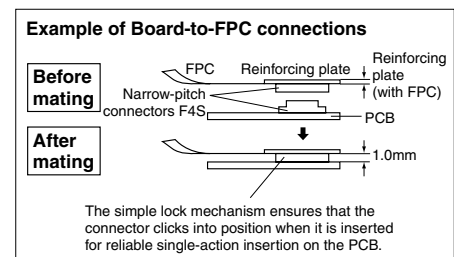 Example of Board-to-FPC connections
Before
mating
FPC
Reinforcing plate
Reinforcing
plate
(with FPC)
Narrow-pitch
connectors F4S
PCB
After
mating
1.0mm
The simple lock mechanism ensures that the
connector clicks into position when it is inserted
for reliable single-action insertion on the PCB.